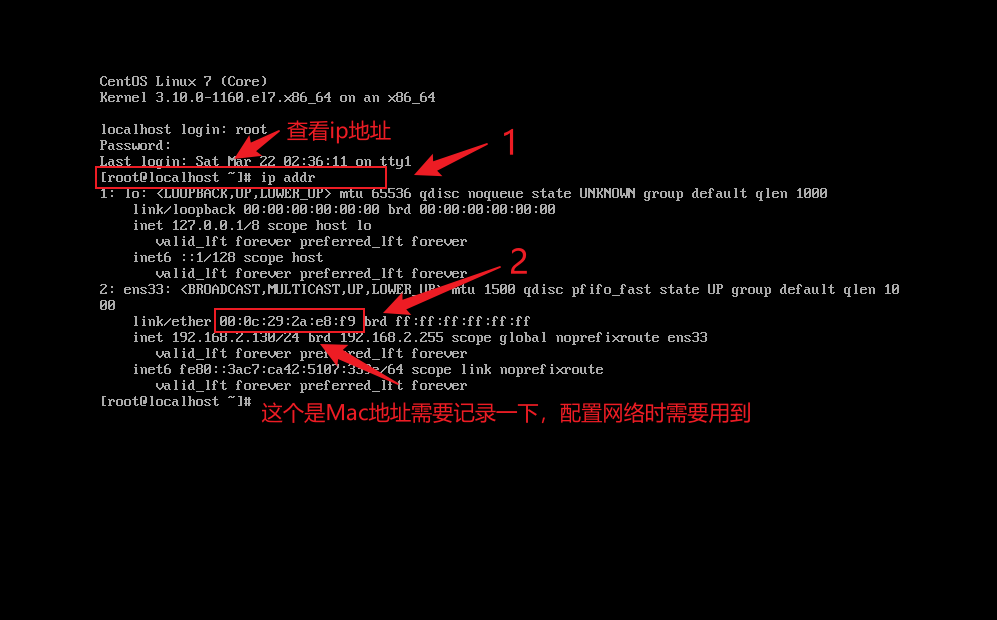 CentOS Linux 7 (Core)
Kernel 3.10.0-1160.el7.x86_64 on an x86_64
localhost login: root
查看ip地址
1
Password:
Last login: Sat Mar 22 02:36:11 on tty1
[root@localhost ~]# ip addr
1: lo: <LOOPBACK,UP,LOWER_UP> mtu 65536 qdisc noqueue state UNKNOWN group default qlen 1000
link/loopback 00:00:00:00:00:00 brd 00:00:00:00:00:00
inet 127.0.0.1/8 scope host lo
valid_lft forever preferred_lft forever
inet6 ::1/128 scope host
valid_lft forever preferred_lft forever
2
2: ens33: <BROADCAST,MULTICAST,UP,LOWER_UP> mtu 1500 qdisc pfifo_fast state UP group default qlen 10
00
link/ether 00:0c:29:2a:e8:f9 brd ff:ff:ff:ff:ff:ff
inet 192.168.2.130/24 brd 192.168.2.255 scope global noprefixroute ens33
valid_lft forever preferred_lft forever
inet6 scope link noprefixroute
valid_lft forever preferred_lft forever
[root@localhost ~]#
这个是Mac地址需要记录一下，配置网络时需要用到